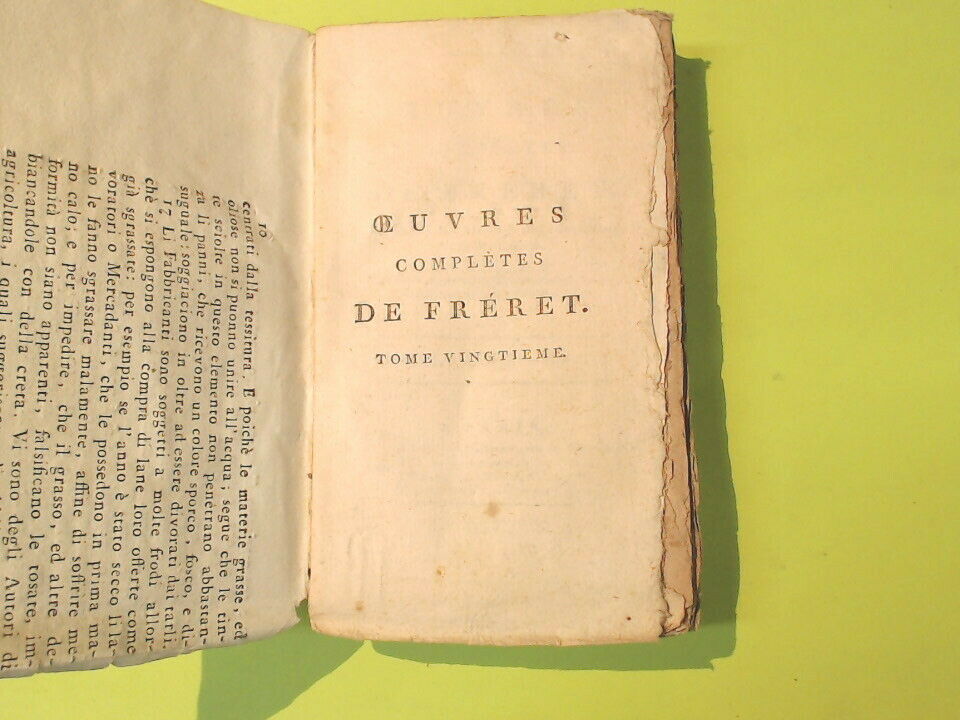 10
centrati dalla tessitura. E poichè le materie grasse, ed
oliose non si puonno unire all'acqua; segue che le tin-
te sciolte in questo elemento non penetrano abbastan-
za li panni, che ricevono un colore sporco, fosco, e di-
suguale: soggiaciono in oltre ad essere divorati dai tarli.
17 Li Fabbricanti sono soggetti a molte frodi allor-
chè si espongono alla compra di lane loro offerte come
già sgrassate: per esempio se l'anno è stato secco li la-
voratori o Mercadanti, che le possedono in prima ma-
no le fanno grassare malamente, affine di soffrire me-
no calo; e per impedire, che il grasso, ed altre de-
formità non siano apparenti, falsificano le tosate, im-
biancandole con della creta. Vi sono degli Autori di
agricoltura, i quali
ŒUVRES
COMPLÈTES
DE FRÉRET.
TOME VINGTIEME.